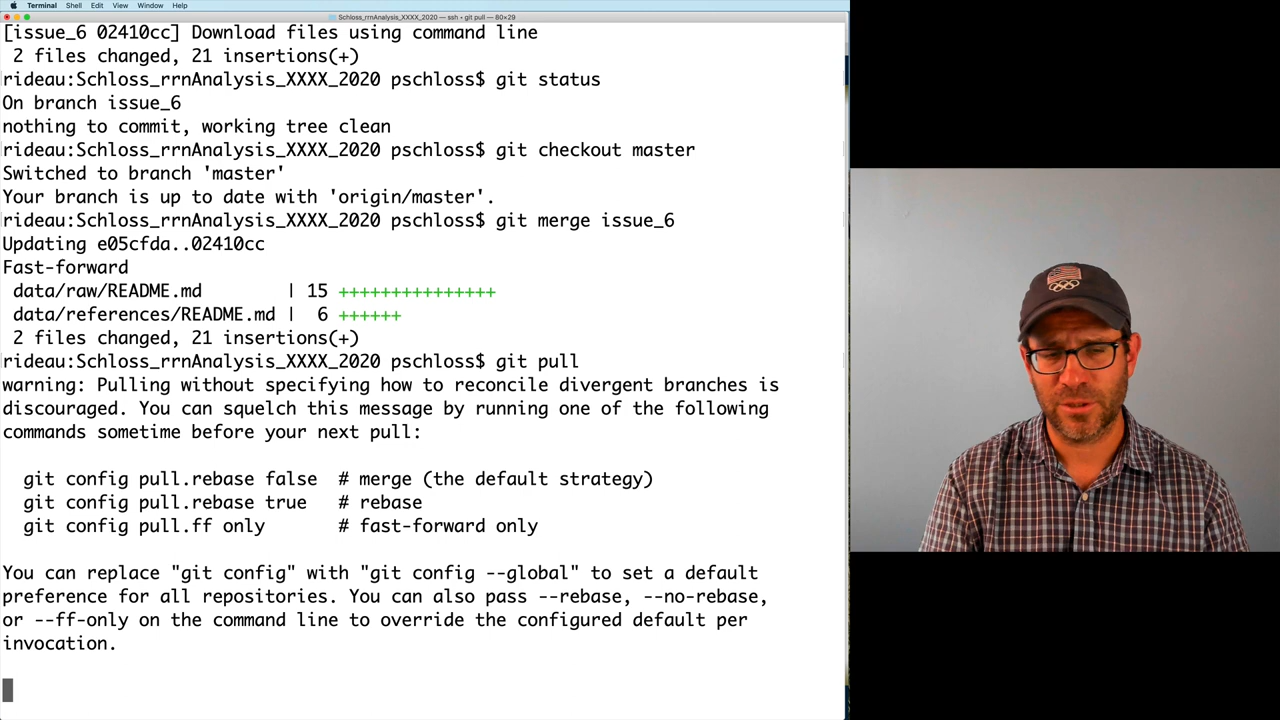 Terminal Shell Edit View Window Help
Schloss_rrnAnalysis_XXXX_2020 — ssh • git pull — 80×29
[issue_6 02410cc] Download files using command line
2 files changed, 21 insertions(+)
rideau:Schloss_rrnAnalysis_XXXX_2020 pschloss$ git status
On branch issue_6
nothing to commit, working tree clean
rideau:Schloss_rrnAnalysis_XXXX_2020 pschloss$ git checkout master
Switched to branch 'master'
Your branch is up to date with 'origin/master'.
rideau:Schloss_rrnAnalysis_XXXX_2020 pschloss$ git merge issue_6
Updating e05cfda..02410cc
Fast-forward
data/raw/README.md | 15 +++++++++++++++
data/references/README.md | 6 ++++++
2 files changed, 21 insertions(+)
rideau:Schloss_rrnAnalysis_XXXX_2020 pschloss$ git pull
warning: Pulling without specifying how to reconcile divergent branches is
discouraged. You can squelch this message by running one of the following
commands sometime before your next pull:
git config pull.rebase false # merge (the default strategy)
git config pull.rebase true # rebase
git config pull.ff only # fast-forward only
You can replace "git config" with "git config --global" to set a default
preference for all repositories. You can also pass --rebase, --no-rebase,
or --ff-only on the command line to override the configured default per
invocation.